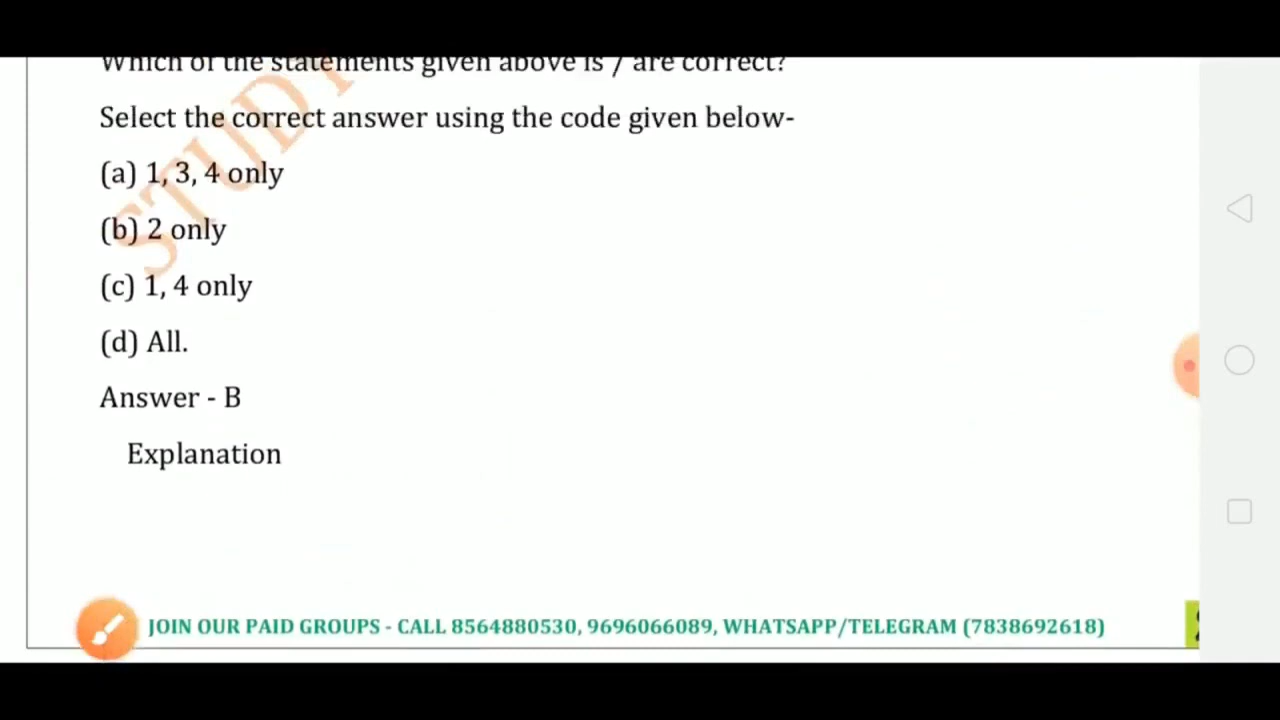 Which of the statements given above is / are correct?
Select the correct answer using the code given below-
(a) 1, 3, 4 only
(b) 2 only
(c) 1, 4 only
(d) All.
Answer - B
Explanation
STUDY
JOIN OUR PAID GROUPS - CALL 8564880530, 9696066089, WHATSAPP/TELEGRAM (7838692618)